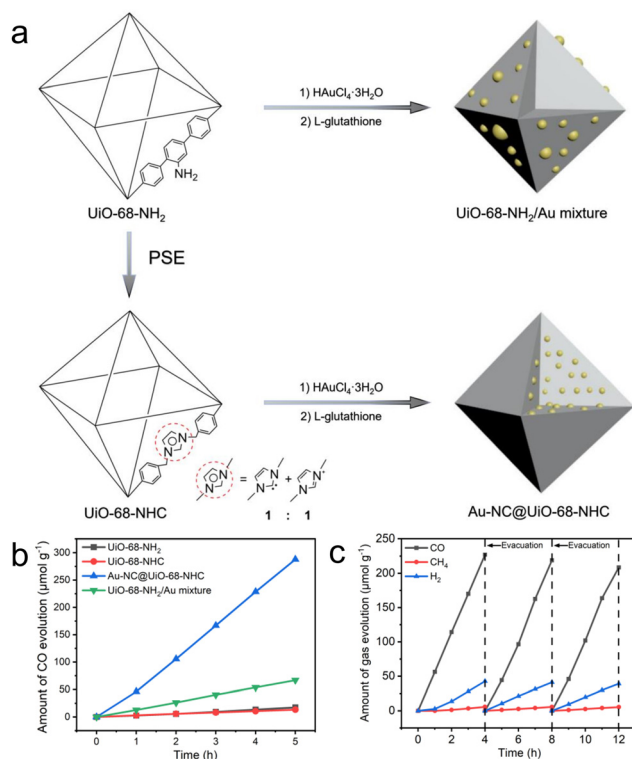 a
1) HAuCl₄·3H₂O
2) L-glutathione
NH₂
UiO-68-NH₂
UiO-68-NH₂/Au mixture
PSE
1) HAuCl₄·3H₂O
2) L-glutathione
N
N
N N = N N + N N
1 : 1
UiO-68-NHC
Au-NC@UiO-68-NHC
b
Amount of CO evolution (μmol g⁻¹)
300
250
200
150
100
50
0
UiO-68-NH₂
UiO-68-NHC
Au-NC@UiO-68-NHC
UiO-68-NH₂/Au mixture
0 1 2 3 4 5
Time (h)
c
Amount of gas evolution (μmol g⁻¹)
250
200
150
100
50
0
CO
CH₄
H₂
Evacuation
Evacuation
0 2 4 6 8 10 12
Time (h)